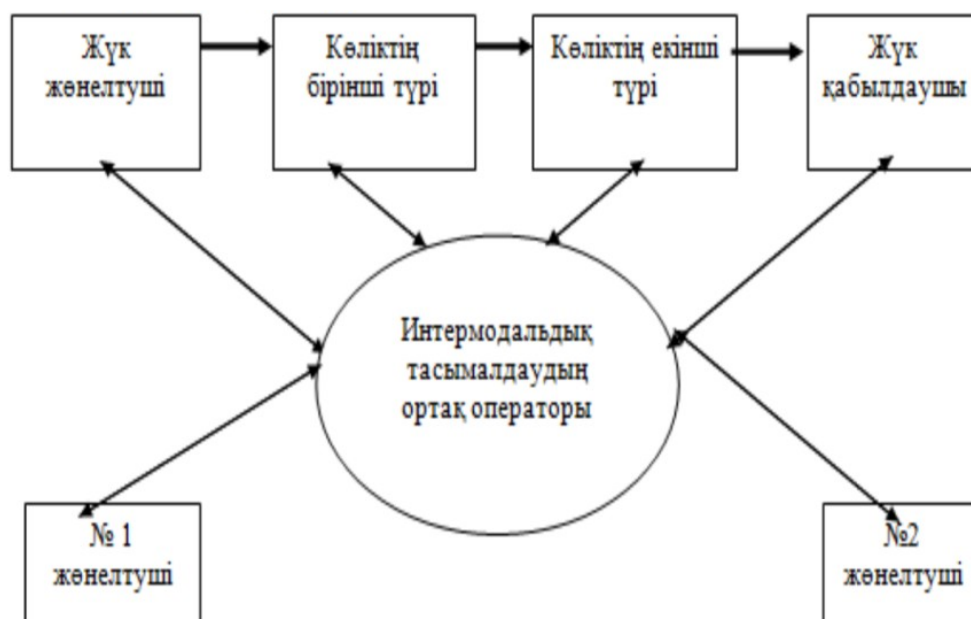 Жүк
жөнелтуші
Көліктің
бірінші түрі
Көліктің екінші
түрі
Жүк
қабылдаушы
Интермодальдық
тасымалдаудың
ортақ операторы
№ 1
жөнелтуші
№2
жөнелтуші